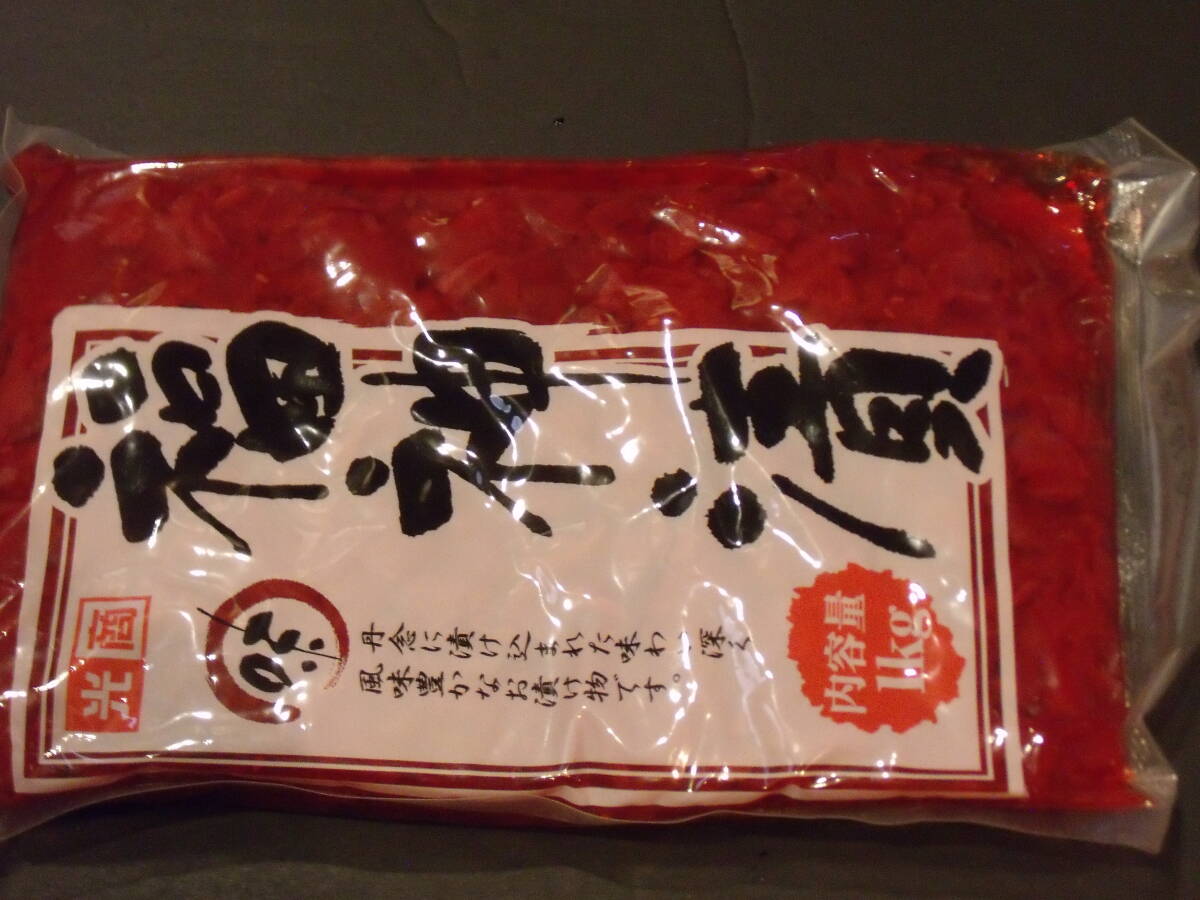 福神漬
丹念に漬け込まれた味わい深く
風味豊かなお漬け物です。
内容量
1kg
光商